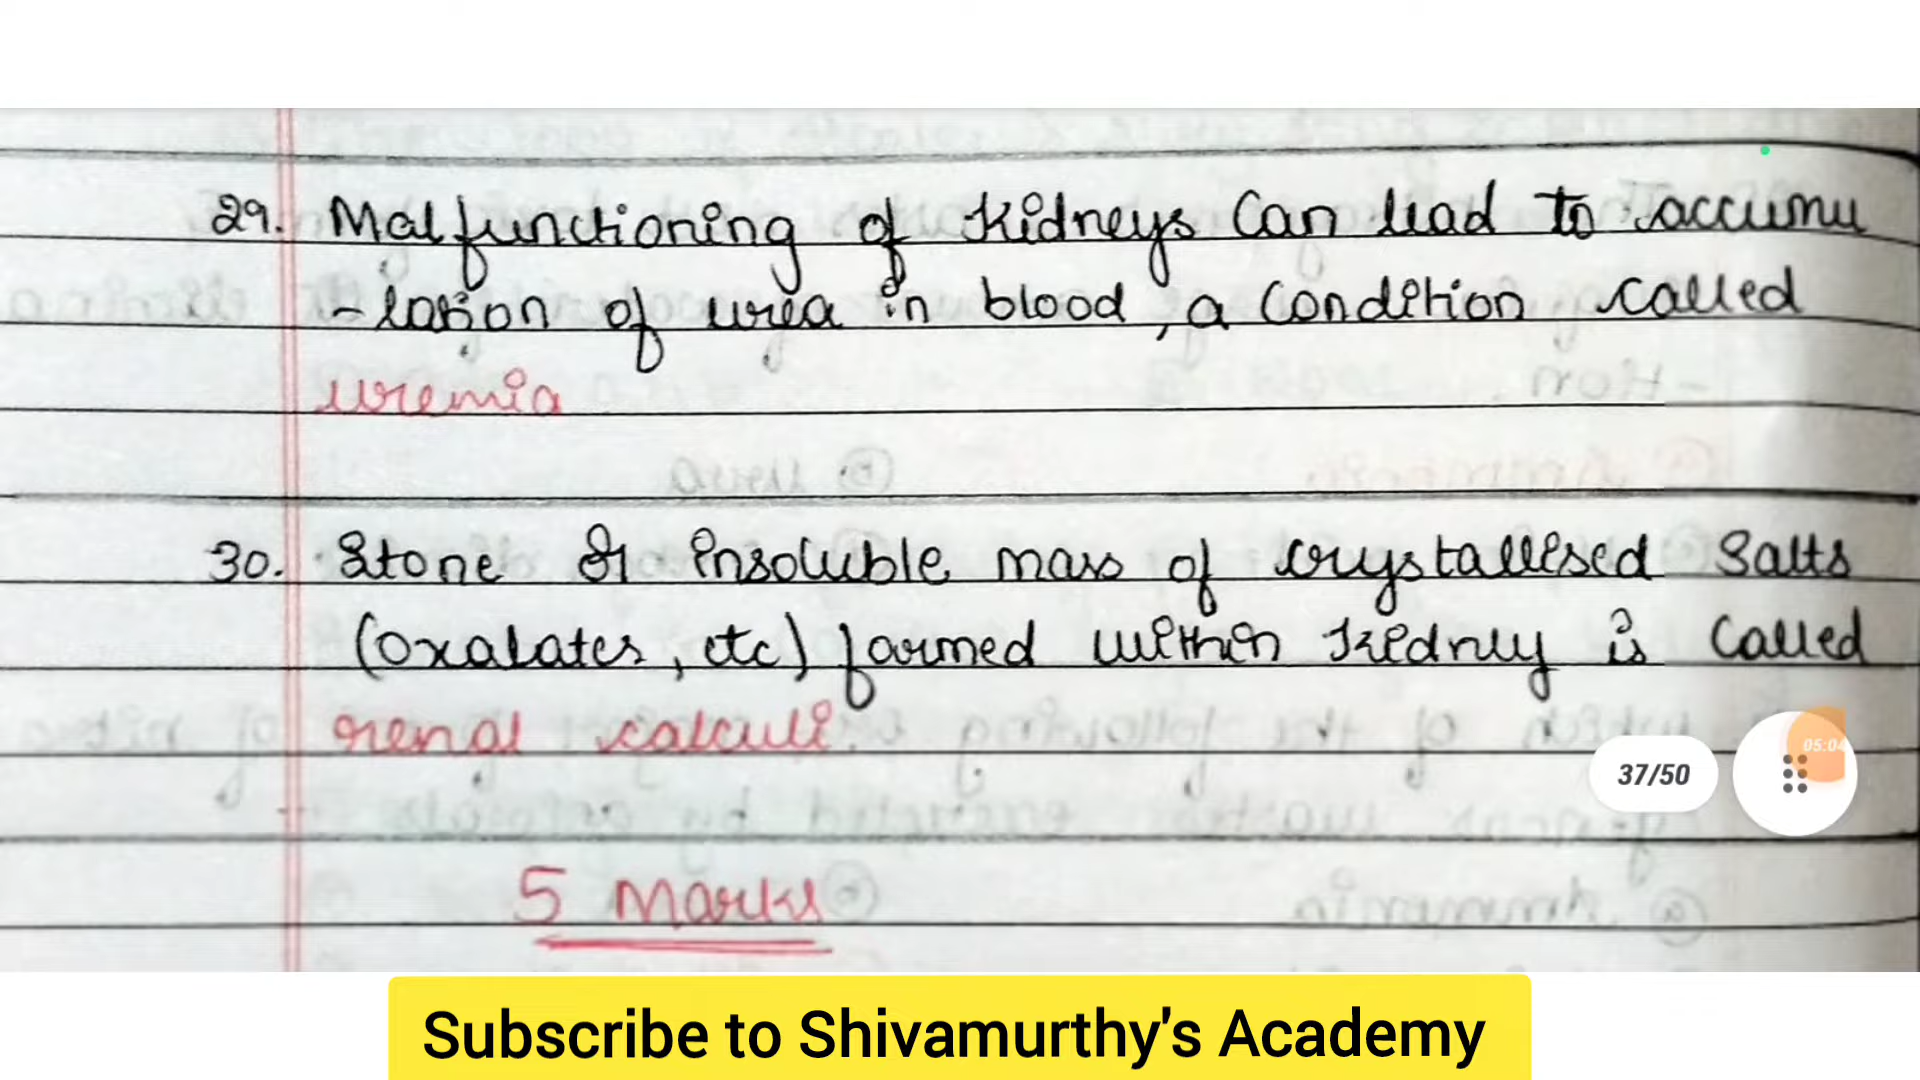 29. Malfunctioning of Kidneys Can lead to accumu
-lation of urea in blood, a Condition called
uremia
30. Stone or insoluble mass of crystallised Salts
(oxalates, etc) formed within Kidney is Called
renal calculi.
37/50
05:04
5 Marks
Subscribe to Shivamurthy's Academy